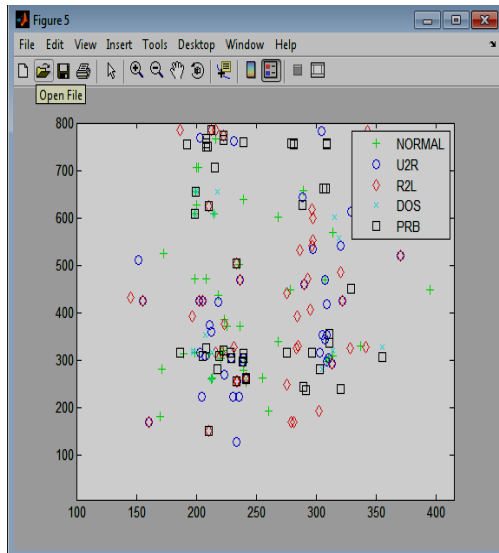 Figure 5
File Edit View Insert Tools Desktop Window Help
Open File
800
700
600
500
400
300
200
100
100 150 200 250 300 350 400
NORMAL
U2R
R2L
DOS
PRB